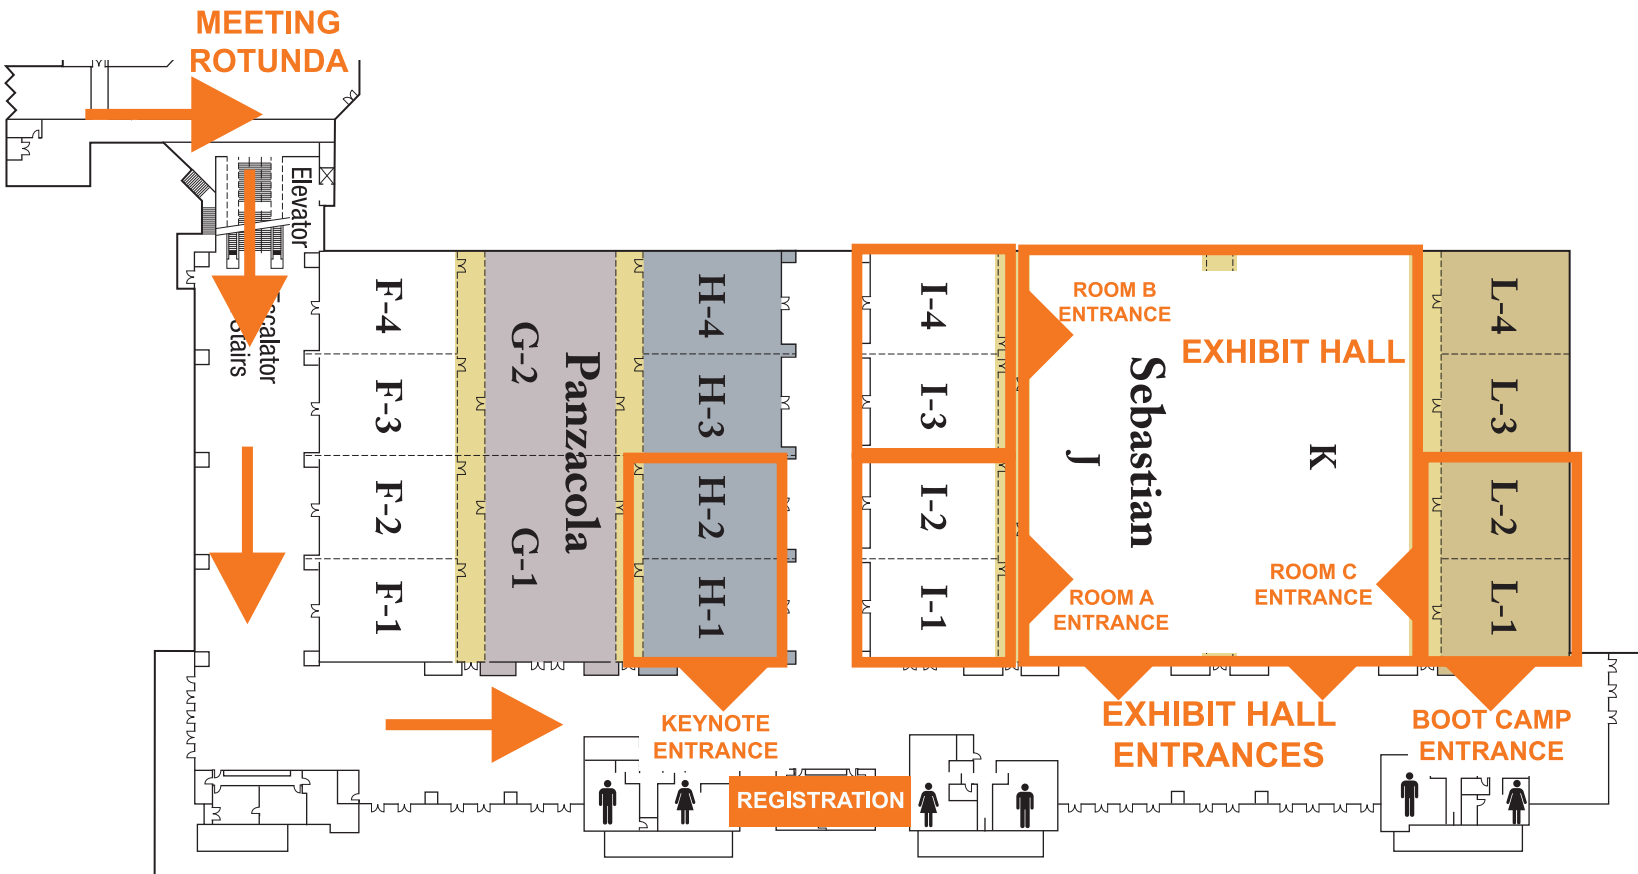 MEETING
ROTUNDA
Elevator
Escalator
Stairs
F-4
F-3
F-2
F-1
G-2
G-1
Panzacola
H-4
H-3
H-2
H-1
I-4
I-3
I-2
I-1
ROOM B
ENTRANCE
EXHIBIT HALL
Sebastian
J
K
ROOM A
ENTRANCE
ROOM C
ENTRANCE
L-4
L-3
L-2
L-1
KEYNOTE
ENTRANCE
EXHIBIT HALL
ENTRANCES
BOOT CAMP
ENTRANCE
REGISTRATION